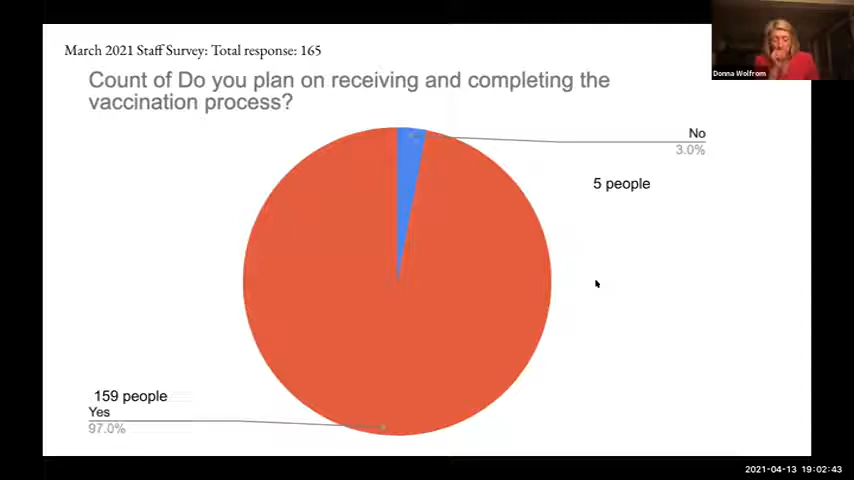 March 2021 Staff Survey: Total response: 165
Count of Do you plan on receiving and completing the
vaccination process?
Donna Wolfrom
No
3.0%
5 people
159 people
Yes
97.0%
2021-04-13 19:02:43